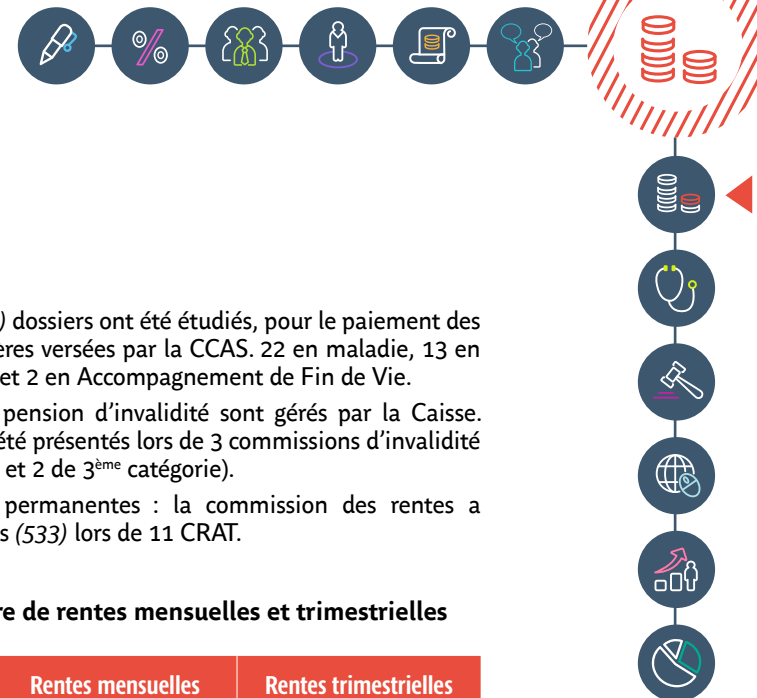 ) dossiers ont été étudiés, pour le paiement des
ères versées par la CCAS. 22 en maladie, 13 en
et 2 en Accompagnement de Fin de Vie.
pension d’invalidité sont gérés par la Caisse.
été présentés lors de 3 commissions d’invalidité
et 2 de 3ème catégorie).
permanentes : la commission des rentes a
s (533) lors de 11 CRAT.
re de rentes mensuelles et trimestrielles
Rentes mensuelles Rentes trimestrielles